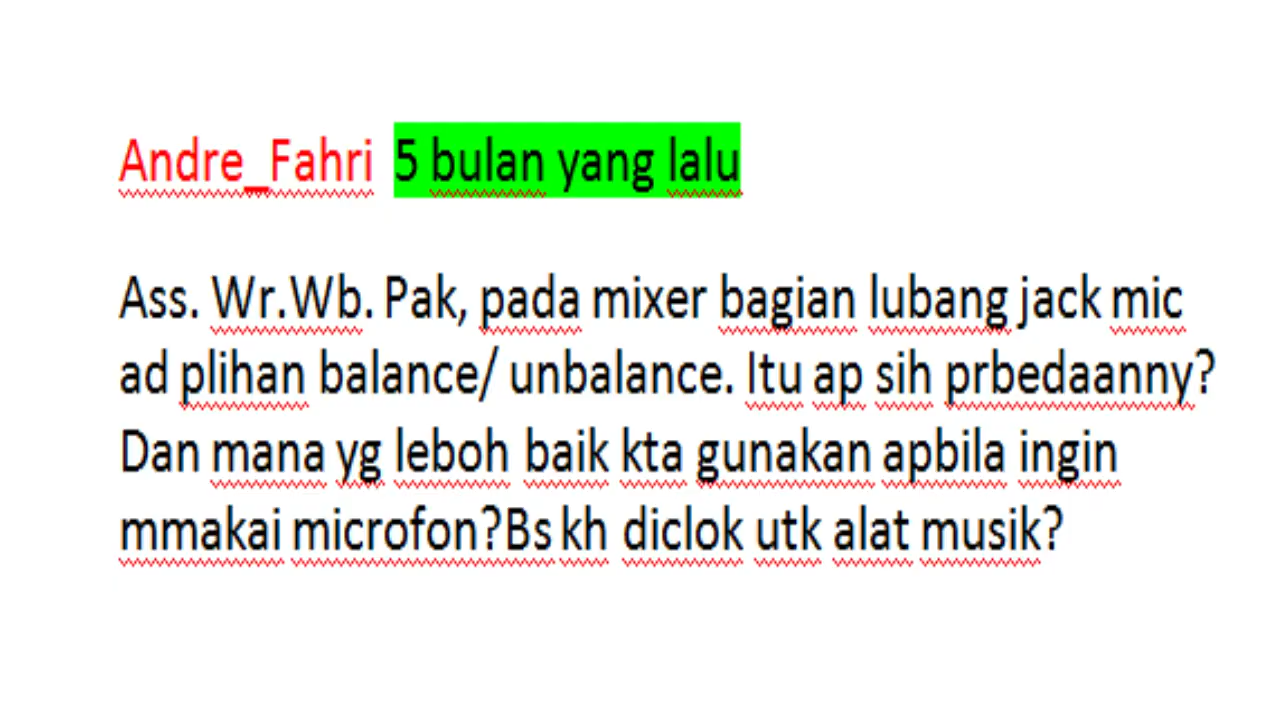 Andre_Fahri 5 bulan yang lalu
Ass. Wr.Wb. Pak, pada mixer bagian lubang jack mic
ad plihan balance/ unbalance. Itu ap sih prbedaanny?
Dan mana yg leboh baik kta gunakan apbila ingin
mmakai microfon?Bs kh diclok utk alat musik?